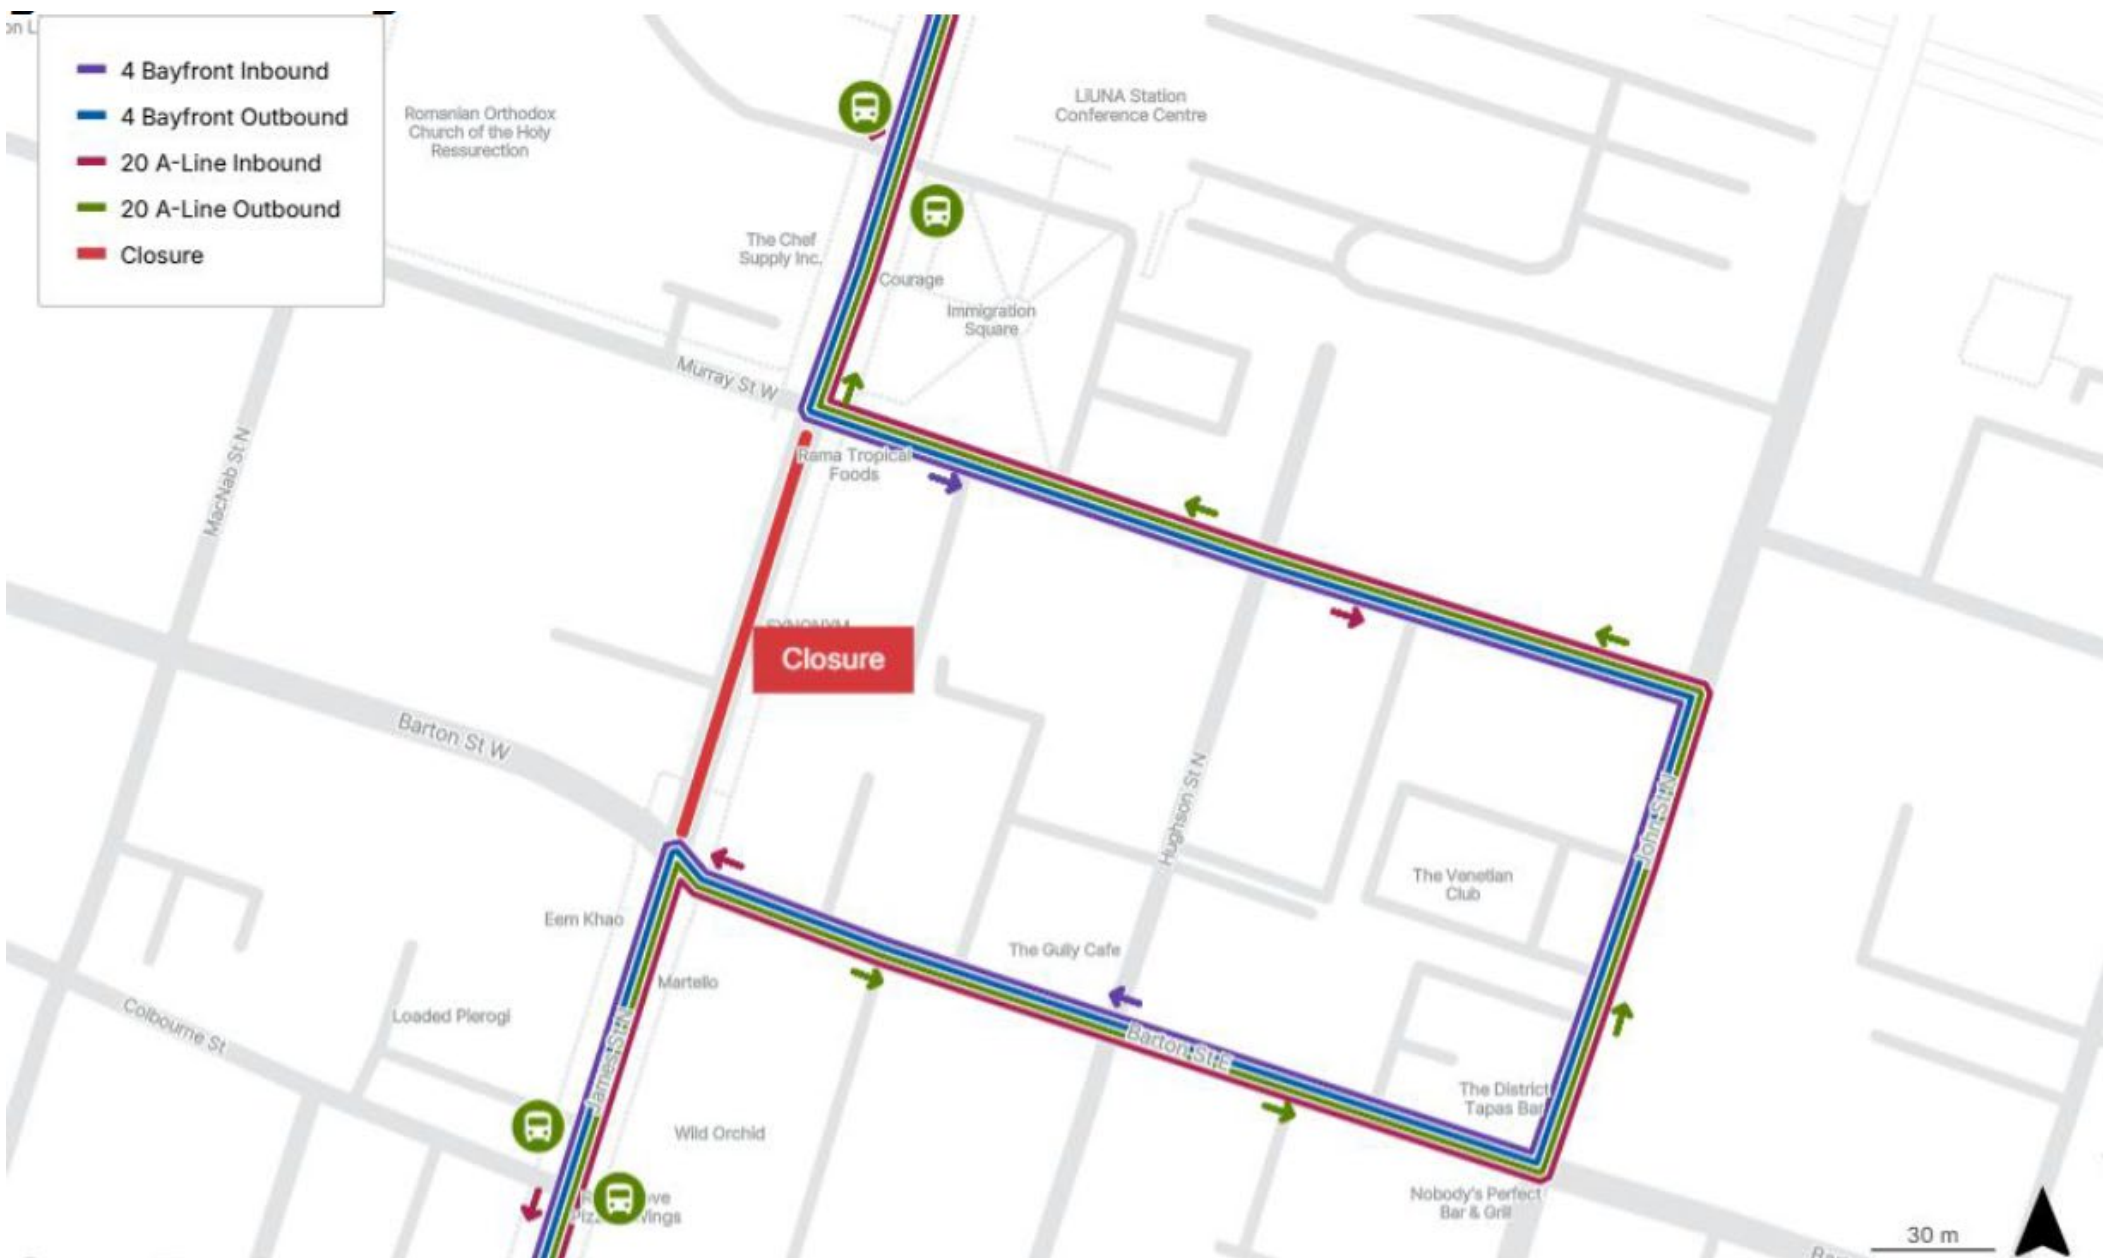 4 Bayfront Inbound
4 Bayfront Outbound
20 A-Line Inbound
20 A-Line Outbound
Closure
Romanian Orthodox
Church of the Holy
Ressurection
LiUNA Station
Conference Centre
The Chef
Supply Inc.
Courage
Immigration
Square
Murray St W
Rama Tropical
Foods
MacNab St N
SYNONYM
Closure
Barton St W
Hughson St N
John St N
The Venetian
Club
Eem Khao
The Gully Cafe
Martello
Loaded Pierogi
Colbourne St
James St N
Barton St E
The District
Tapas Bar
Wild Orchid
Nobody's Perfect
Bar & Grill
30 m